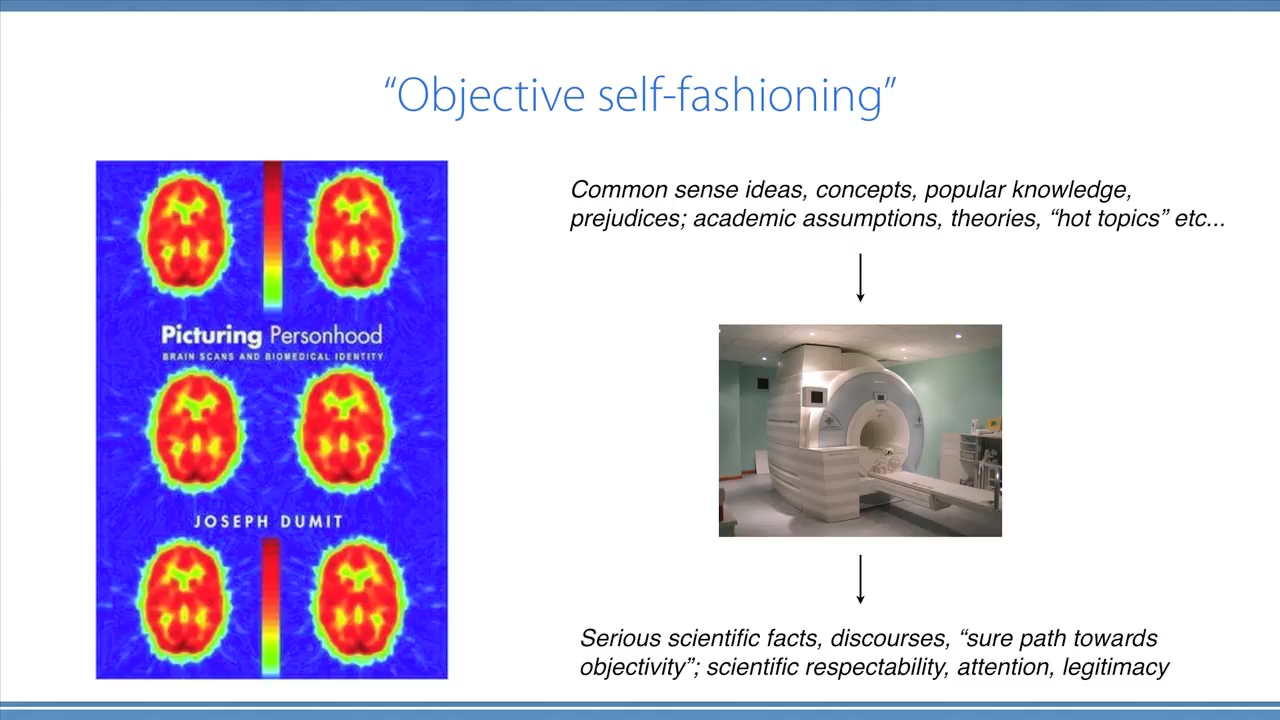 “Objective self-fashioning”
Picturing Personhood
BRAIN SCANS AND BIOMEDICAL IDENTITY
JOSEPH DUMIT
Common sense ideas, concepts, popular knowledge,
prejudices; academic assumptions, theories, “hot topics” etc...
Serious scientific facts, discourses, “sure path towards
objectivity”; scientific respectability, attention, legitimacy